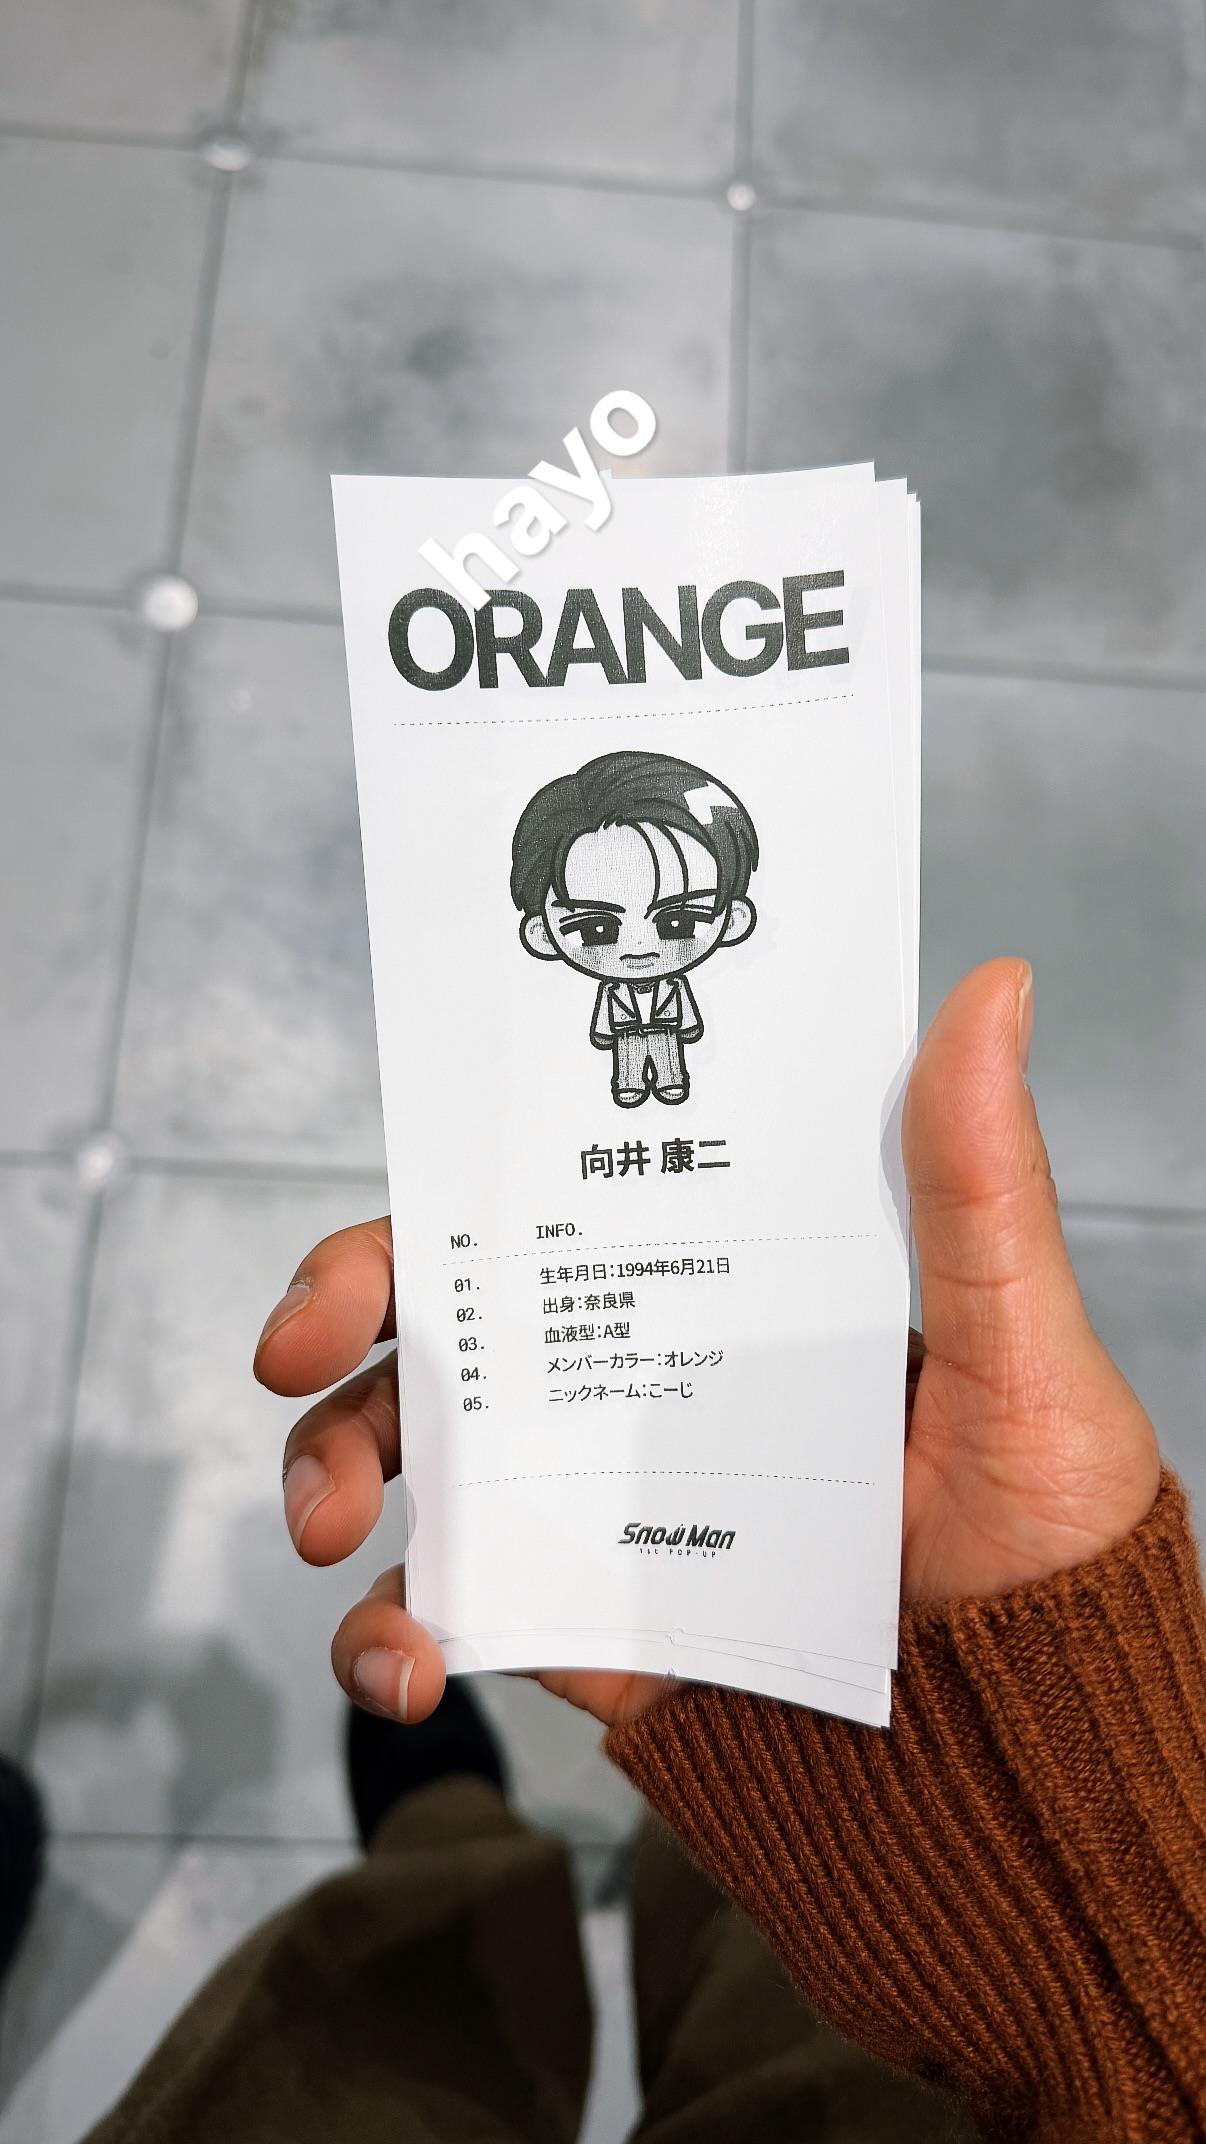 hayo
ORANGE
向井 康二
NO. INFO.
01. 生年月日：1994年6月21日
02. 出身：奈良県
03. 血液型：A型
04. メンバーカラー：オレンジ
05. ニックネーム：こーじ
Snow Man
POP-UP